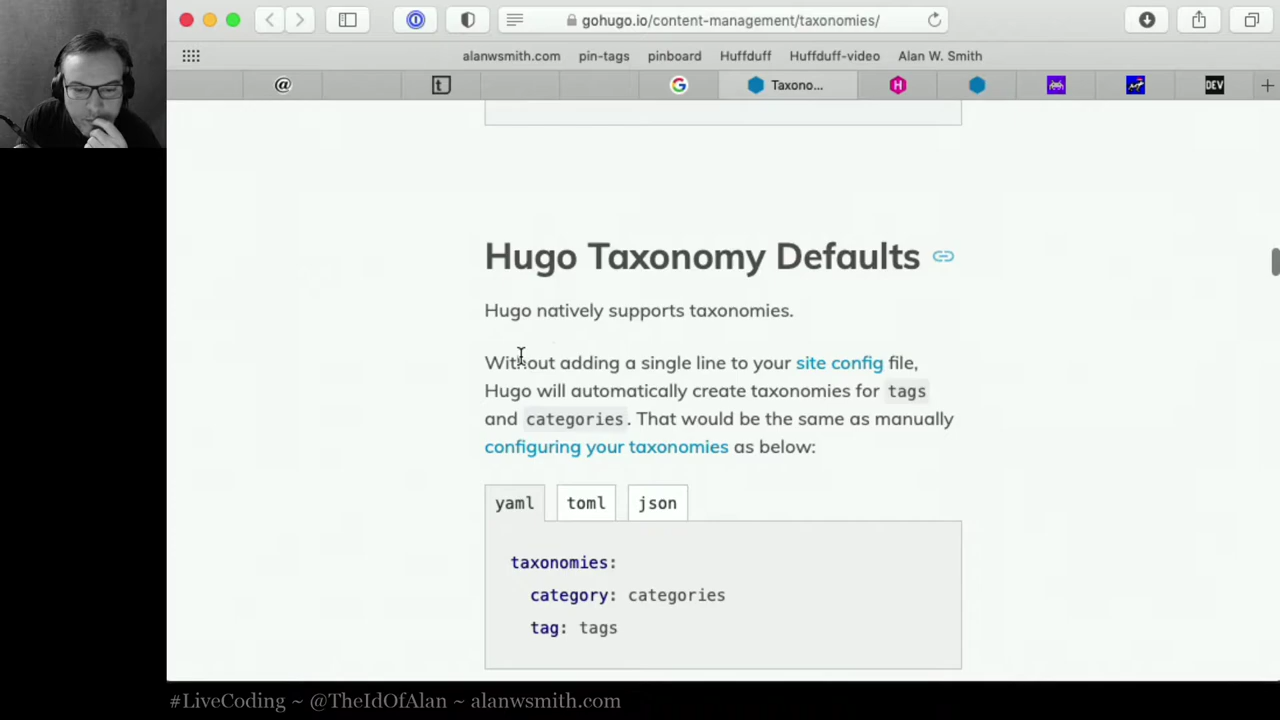 gohugo.io/content-management/taxonomies/
alanwsmith.com pin-tags pinboard Huffduff Huffduff-video Alan W. Smith
@ t G Taxono... H DEV +
Hugo Taxonomy Defaults
Hugo natively supports taxonomies.
Without adding a single line to your site config file,
Hugo will automatically create taxonomies for tags
and categories. That would be the same as manually
configuring your taxonomies as below:
yaml toml json
taxonomies:
category: categories
tag: tags
#LiveCoding ~ @TheIdOfAlan ~ alanwsmith.com